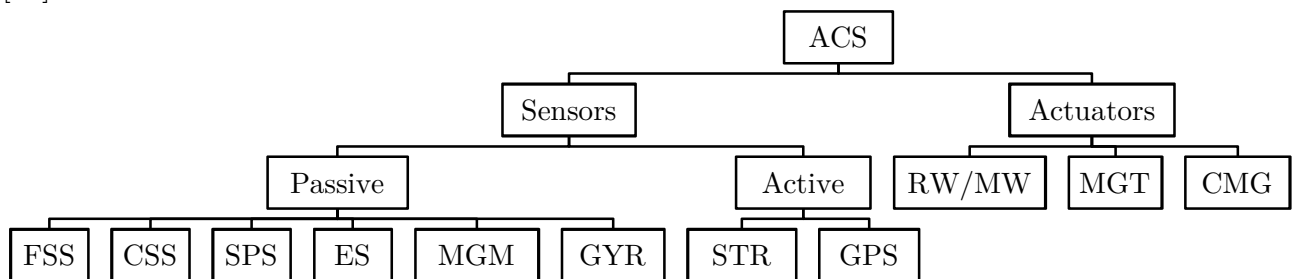 ACS
Sensors Actuators
Passive Active RW/MW MGT CMG
FSS CSS SPS ES MGM GYR STR GPS